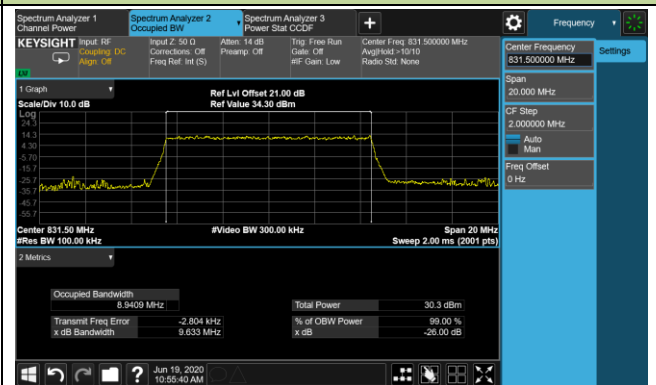 Spectrum Analyzer 1
Channel Power
Spectrum Analyzer 2
Occupied BW
Spectrum Analyzer 3
Power Stat CCDF
Frequency
KEYSIGHT
Input: RF
Coupling: DC
Align: Off
Input Z: 50 Ω
Corrections: Off
Freq Ref: Int (S)
Atten: 14 dB
Preamp: Off
Trig: Free Run
Gate: Off
#IF Gain: Low
Center Freq: 831.500000 MHz
Avg|Hold:>10/10
Radio Std: None
Center Frequency
831.500000 MHz
Settings
Span
20.000 MHz
CF Step
2.000000 MHz
Auto
Man
Freq Offset
0 Hz
1 Graph
Scale/Div 10.0 dB
Ref Lvl Offset 21.00 dB
Ref Value 34.30 dBm
Log
24.3
14.3
4.30
-5.70
-15.7
-25.7
-35.7
-45.7
-55.7
Center 831.50 MHz
#Res BW 100.00 kHz
#Video BW 300.00 kHz
Span 20 MHz
Sweep 2.00 ms (2001 pts)
2 Metrics
Occupied Bandwidth
8.9409 MHz
Total Power 30.3 dBm
Transmit Freq Error -2.804 kHz
% of OBW Power 99.00 %
x dB Bandwidth 9.633 MHz
x dB -26.00 dB
Jun 19, 2020
10:55:40 AM